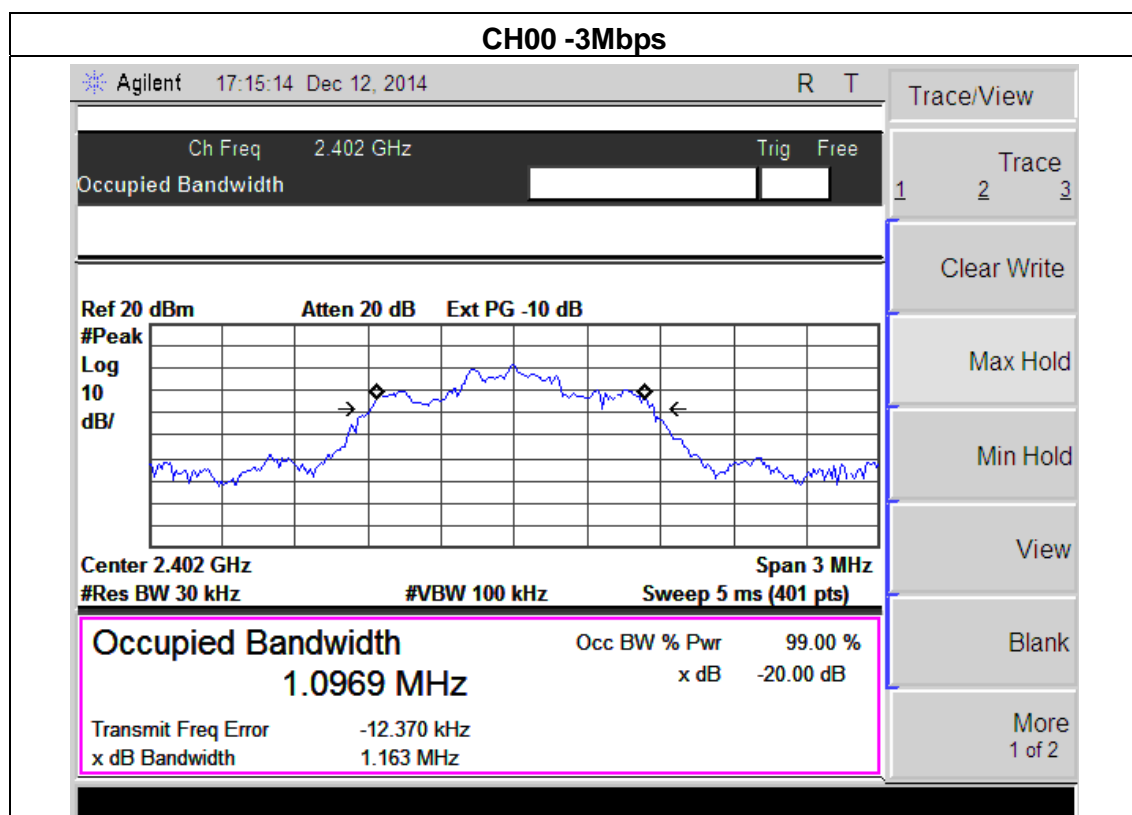 CH00 -3Mbps
Agilent 17:15:14 Dec 12, 2014 R T
Trace/View
Ch Freq 2.402 GHz Trig Free
Occupied Bandwidth
Trace
1 2 3
Clear Write
Ref 20 dBm Atten 20 dB Ext PG -10 dB
#Peak
Log
10
dB/
Max Hold
Min Hold
View
Center 2.402 GHz Span 3 MHz
#Res BW 30 kHz #VBW 100 kHz Sweep 5 ms (401 pts)
Occupied Bandwidth Occ BW % Pwr 99.00 %
1.0969 MHz x dB -20.00 dB
Transmit Freq Error -12.370 kHz
x dB Bandwidth 1.163 MHz
Blank
More
1 of 2